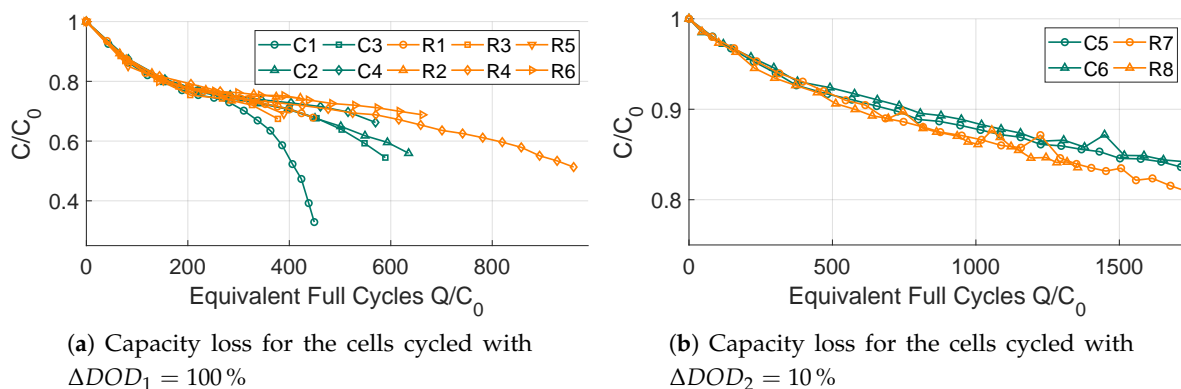 1
0.8
0.6
0.4
C/C0
0
200
400
600
800
Equivalent Full Cycles Q/C0
C1
C3
R1
R3
R5
C2
C4
R2
R4
R6
(a) Capacity loss for the cells cycled with
ΔDOD1 = 100 %
1
0.9
0.8
C/C0
0
500
1000
1500
Equivalent Full Cycles Q/C0
C5
R7
C6
R8
(b) Capacity loss for the cells cycled with
ΔDOD2 = 10 %